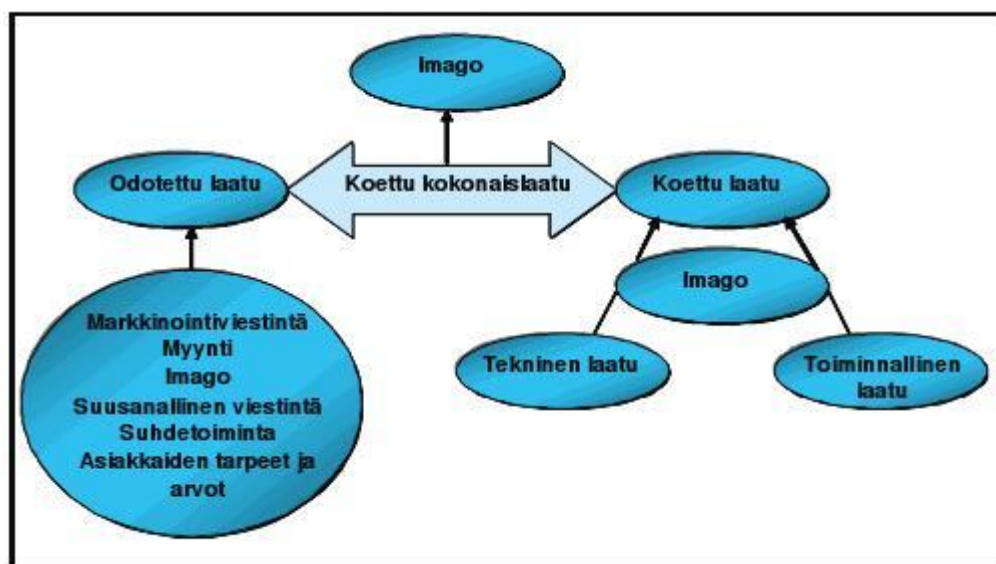 Imago
Odotettu laatu
Koettu kokonaislaatu
Koettu laatu
Imago
Markkinointiviestintä
Myynti
Imago
Suusanallinen viestintä
Suhdetoiminta
Asiakkaiden tarpeet ja
arvot
Tekninen laatu
Toiminnallinen
laatu